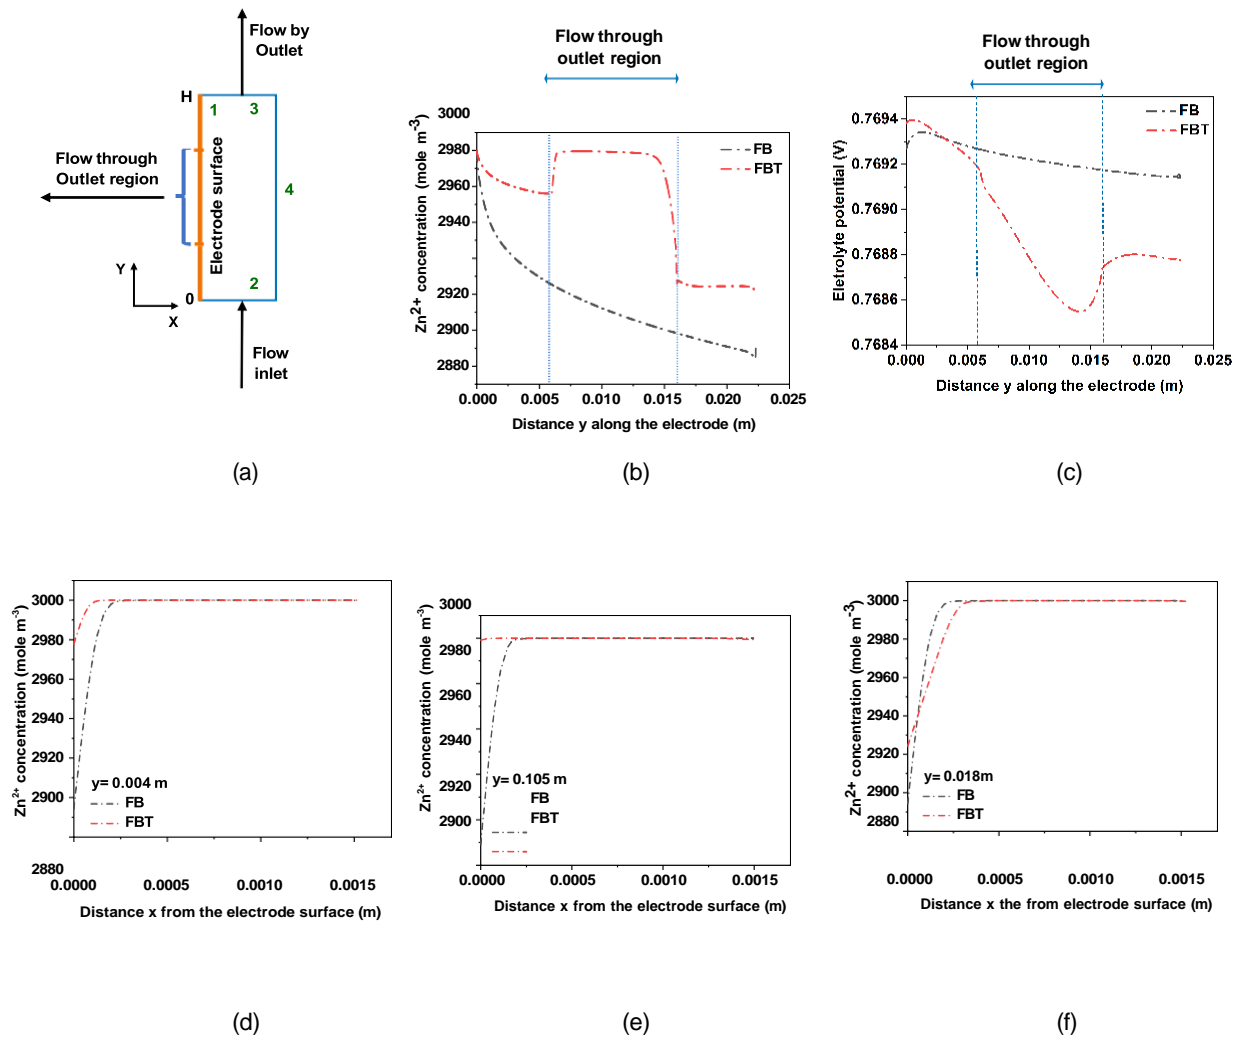 Flow by
Outlet
H
1
3
Flow through
Outlet region
Electrode surface
4
Y
2
0
X
Flow
inlet
(a)
Flow through
outlet region
Zn2+ concentration (mole m-3)
3000
2980
2960
2940
2920
2900
2880
FB
FBT
0.000 0.005 0.010 0.015 0.020 0.025
Distance y along the electrode (m)
(b)
Flow through
outlet region
Eletrolyte potential (V)
0.7694
0.7692
0.7690
0.7688
0.7686
0.7684
FB
FBT
0.000 0.005 0.010 0.015 0.020 0.025
Distance y along the electrode (m)
(c)
Zn2+ concentration (mole m-3)
3000
2980
2960
2940
2920
2900
2880
y= 0.004 m
FB
FBT
0.0000 0.0005 0.0010 0.0015
Distance x from the electrode surface (m)
(d)
Zn2+ concentration (mole m-3)
3000
2980
2960
2940
2920
2900
y= 0.105 m
FB
FBT
0.0000 0.0005 0.0010 0.0015
Distance x from the electrode surface (m)
(e)
Zn2+ concentration (mole m-3)
3000
2980
2960
2940
2920
2900
2880
y= 0.018m
FB
FBT
0.0000 0.0005 0.0010 0.0015
Distance x the from electrode surface (m)
(f)